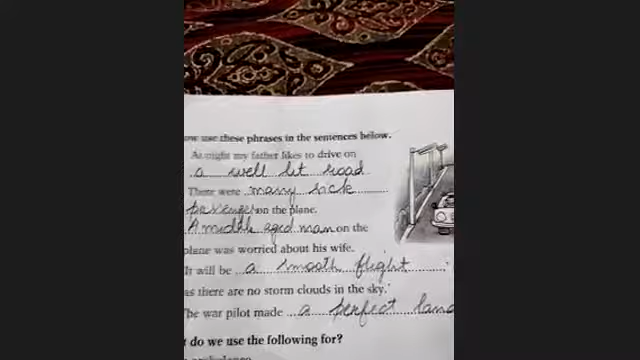 ow use these phrases in the sentences below.
At night my father likes to drive on
a well lit road
There were many sick
passenger on the plane.
A middle aged man on the
plane was worried about his wife.
It will be a smooth flight
as there are no storm clouds in the sky.
The war pilot made a perfect land
t do we use the following for?